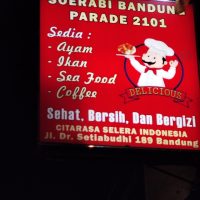 SOERABI BANDUNG
PARADE 2101
Sedia :
- Ayam
- Ikan
- Sea Food
- Coffee
DELICIOUS
Sehat, Bersih, Dan Bergizi
CITARASA SELERA INDONESIA
Jl. Dr. Setiabudhi 189 Bandung